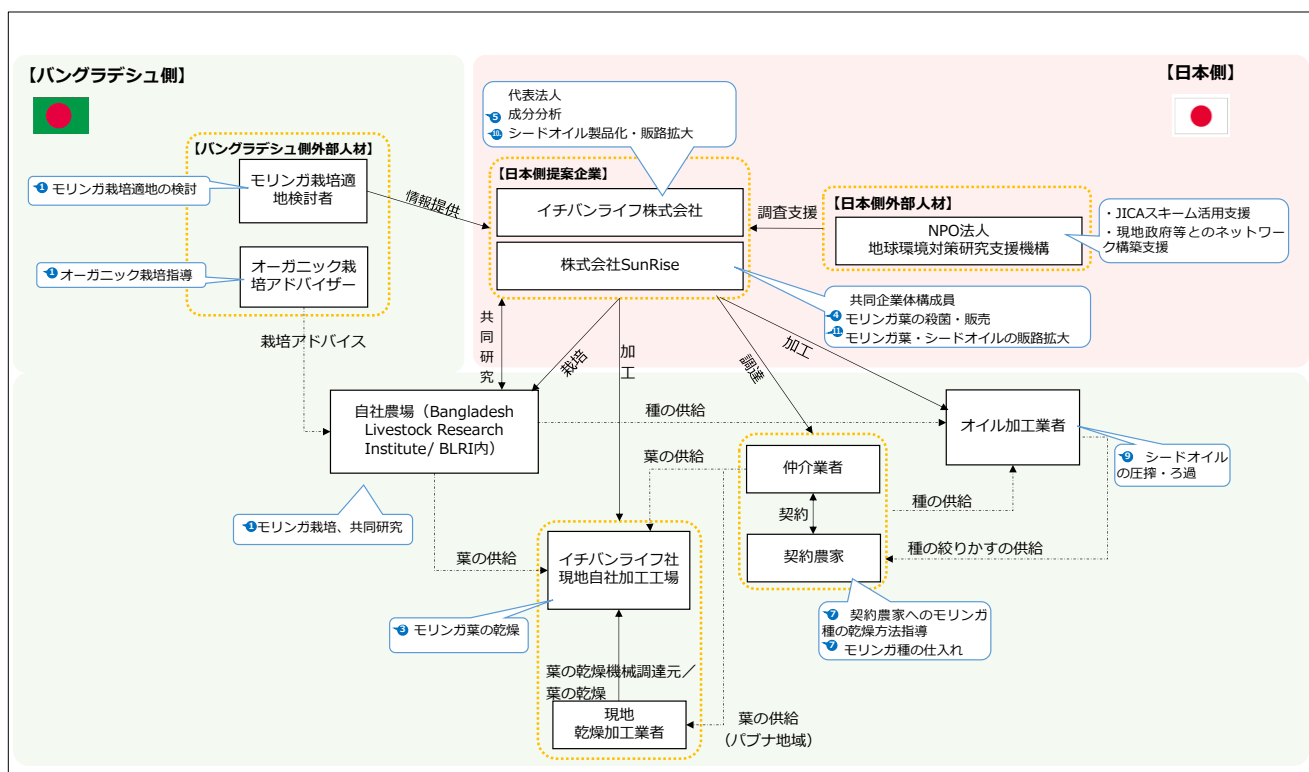 【バングラデシュ側】
【日本側】
代表法人
❺ 成分分析
❿ シードオイル製品化・販路拡大
【バングラデシュ側外部人材】
❶ モリンガ栽培適地の検討
モリンガ栽培適
地検討者
情報提供
【日本側提案企業】
イチバンライフ株式会社
株式会社SunRise
調査支援
【日本側外部人材】
NPO法人
地球環境対策研究支援機構
・JICAスキーム活用支援
・現地政府等とのネットワー
ク構築支援
❶ オーガニック栽培指導
オーガニック栽
培アドバイザー
共同企業体構成員
❹ モリンガ葉の殺菌・販売
⓫ モリンガ葉・シードオイルの販路拡大
栽培アドバイス
共同研究
栽培
加工
調達
加工
自社農場（Bangladesh
Livestock Research
Institute/ BLRI内）
種の供給
オイル加工業者
❾ シードオイル
の圧搾・ろ過
葉の供給
仲介業者
種の供給
契約
契約農家
種の絞りかすの供給
❶モリンガ栽培、共同研究
葉の供給
イチバンライフ社
現地自社加工工場
❸ モリンガ葉の乾燥
❼ 契約農家へのモリンガ
種の乾燥方法指導
❼ モリンガ種の仕入れ
葉の乾燥機械調達元／
葉の乾燥
現地
乾燥加工業者
葉の供給
（パブナ地域）